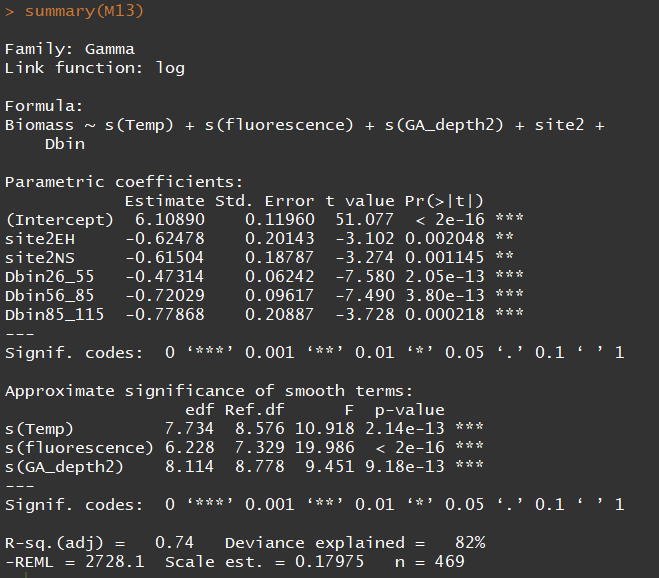 > summary(M13)
Family: Gamma
Link function: log
Formula:
Biomass ~ s(Temp) + s(fluorescence) + s(GA_depth2) + site2 +
Dbin
Parametric coefficients:
Estimate Std. Error t value Pr(>|t|)
(Intercept) 6.10890 0.11960 51.077 < 2e-16 ***
site2EH -0.62478 0.20143 -3.102 0.002048 **
site2NS -0.61504 0.18787 -3.274 0.001145 **
Dbin26_55 -0.47314 0.06242 -7.580 2.05e-13 ***
Dbin56_85 -0.72029 0.09617 -7.490 3.80e-13 ***
Dbin85_115 -0.77868 0.20887 -3.728 0.000218 ***
---
Signif. codes: 0 ‘***’ 0.001 ‘**’ 0.01 ‘*’ 0.05 ‘.’ 0.1 ‘ ’ 1
Approximate significance of smooth terms:
edf Ref.df F p-value
s(Temp) 7.734 8.576 10.918 2.14e-13 ***
s(fluorescence) 6.228 7.329 19.986 < 2e-16 ***
s(GA_depth2) 8.114 8.778 9.451 9.18e-13 ***
---
Signif. codes: 0 ‘***’ 0.001 ‘**’ 0.01 ‘*’ 0.05 ‘.’ 0.1 ‘ ’ 1
R-sq.(adj) = 0.74 Deviance explained = 82%
-REML = 2728.1 Scale est. = 0.17975 n = 469